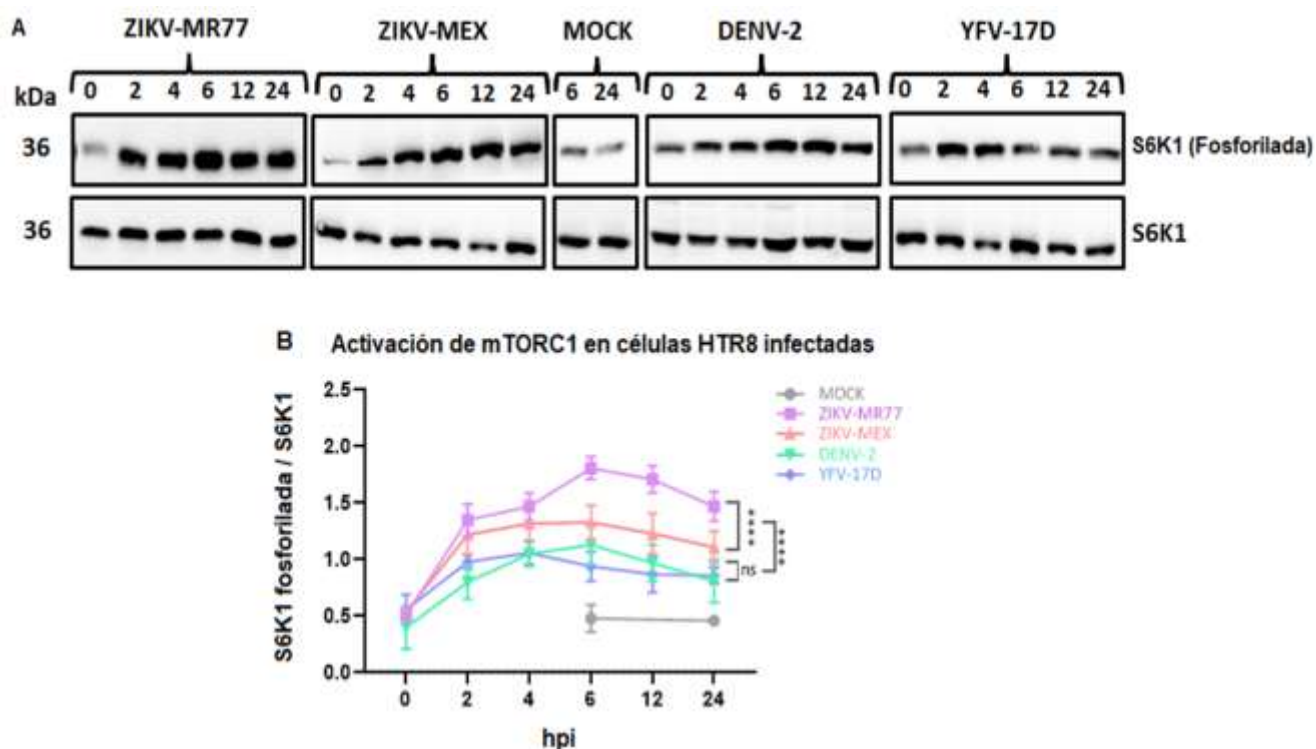 A
ZIKV-MR77 ZIKV-MEX MOCK DENV-2 YFV-17D
kDa 0 2 4 6 12 24 0 2 4 6 12 24 6 24 0 2 4 6 12 24 0 2 4 6 12 24
36 S6K1 (Fosforilada)
36 S6K1
B Activación de mTORC1 en células HTR8 infectadas
S6K1 fosforilada / S6K1
2.5
2.0
1.5
1.0
0.5
0.0
0 2 4 6 12 24
hpi
MOCK
ZIKV-MR77
ZIKV-MEX
DENV-2
YFV-17D
****
****
ns